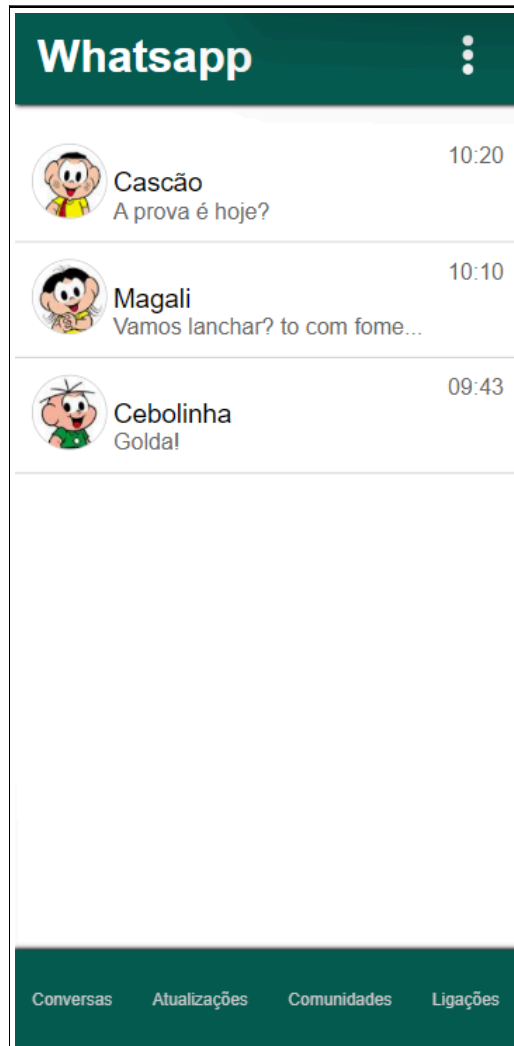 Whatsapp
10:20
Cascão
A prova é hoje?
10:10
Magali
Vamos lanchar? to com fome...
09:43
Cebolinha
Golda!
Conversas Atualizações Comunidades Ligações